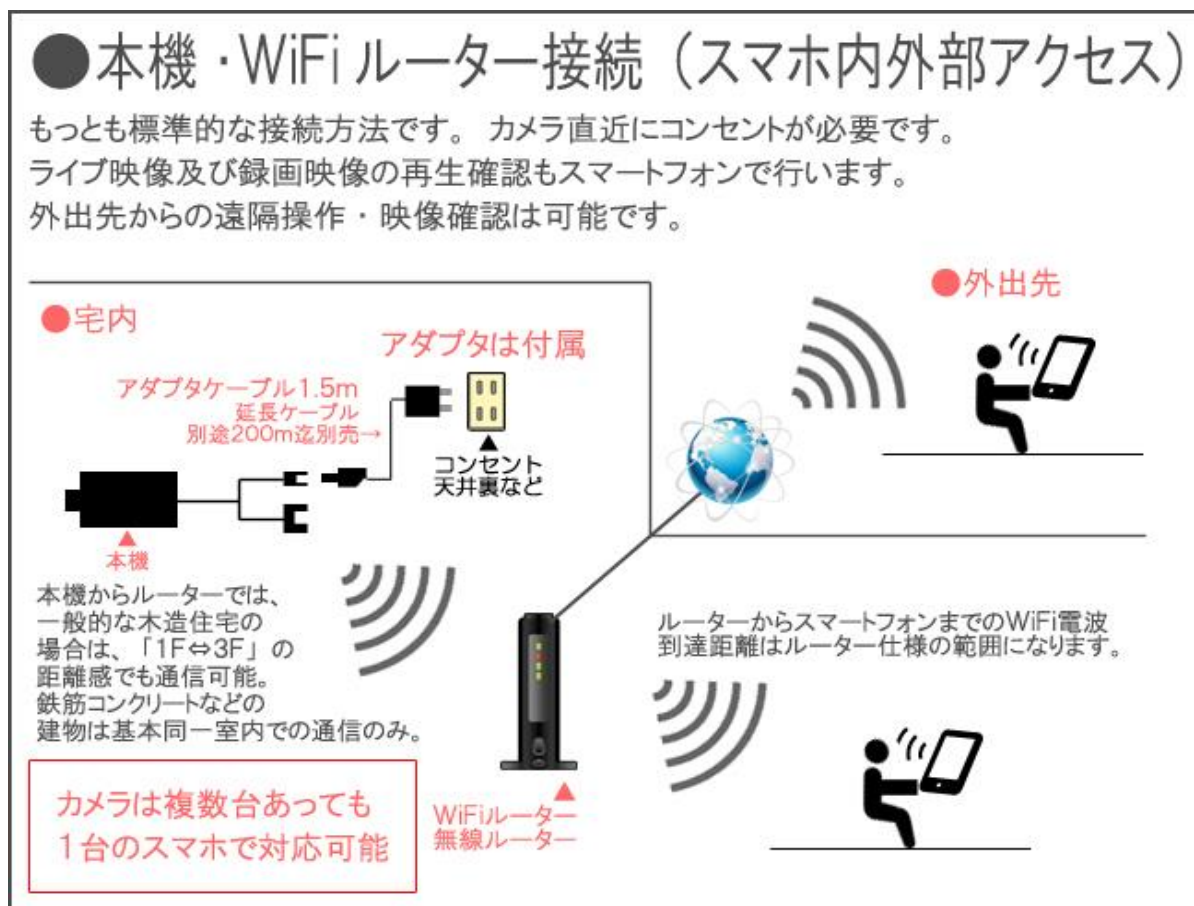 ●本機・WiFiルーター接続（スマホ内外部アクセス）
もっとも標準的な接続方法です。 カメラ直近にコンセントが必要です。
ライブ映像及び録画映像の再生確認もスマートフォンで行います。
外出先からの遠隔操作・映像確認は可能です。
●宅内
アダプタは付属
アダプタケーブル1.5m
延長ケーブル
別途200m迄別売→
▲
コンセント
天井裏など
▲
本機
本機からルーターでは、
一般的な木造住宅の
場合は、「1F⇔3F」の
距離感でも通信可能。
鉄筋コンクリートなどの
建物は基本同一室内での通信のみ。
カメラは複数台あっても
1台のスマホで対応可能
▲
WiFiルーター
無線ルーター
●外出先
ルーターからスマートフォンまでのWiFi電波
到達距離はルーター仕様の範囲になります。